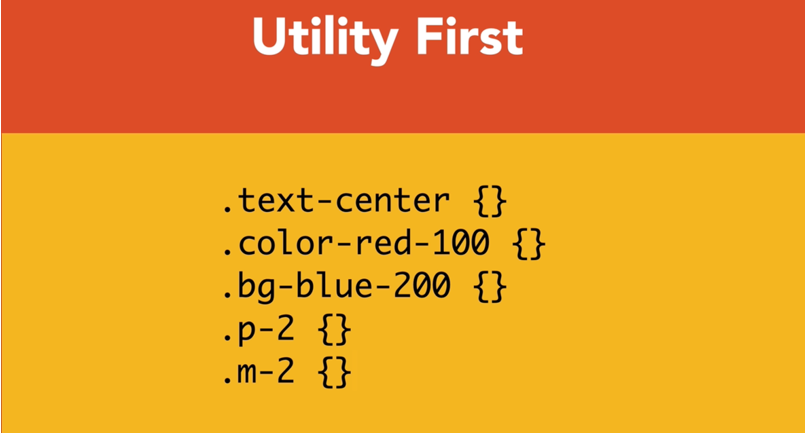 Utility First
.text-center {}
.color-red-100 {}
.bg-blue-200 {}
.p-2 {}
.m-2 {}